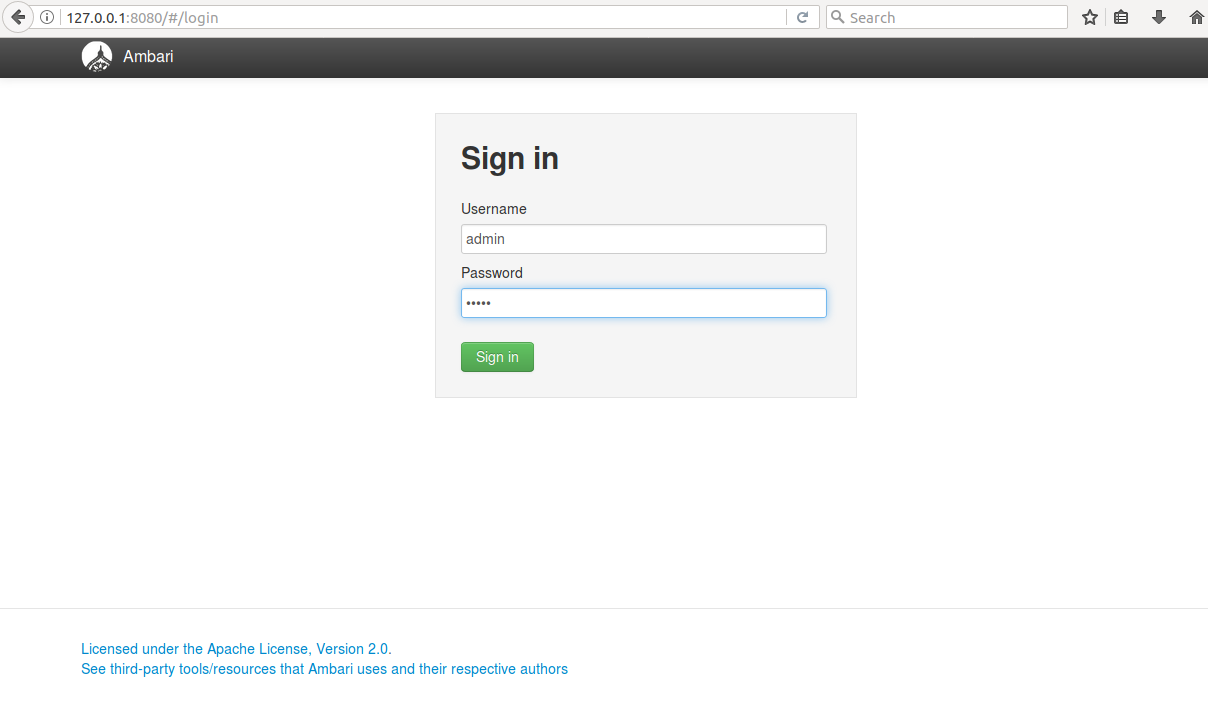 127.0.0.1:8080/#/login
Search
Ambari
Sign in
Username
admin
Password
•••••
Sign in
Licensed under the Apache License, Version 2.0.
See third-party tools/resources that Ambari uses and their respective authors